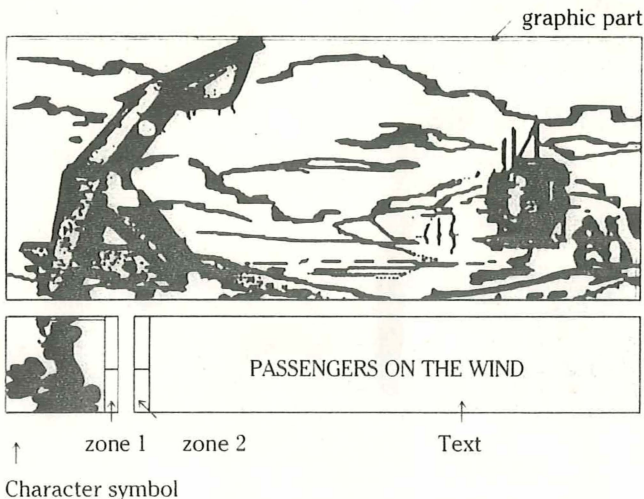 graphic part
PASSENGERS ON THE WIND
zone 1 zone 2 Text
Character symbol